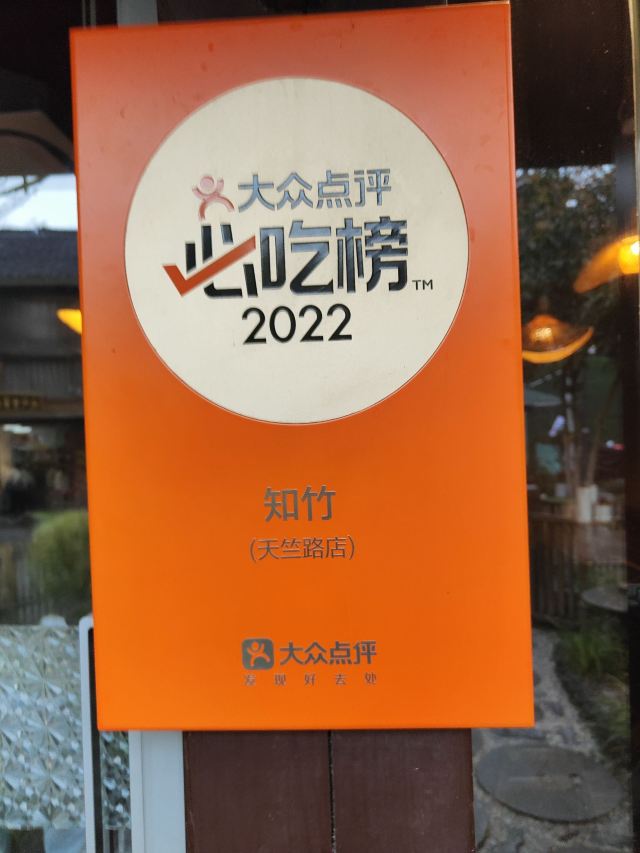 大众点评
必吃榜™
2022
知竹
(天竺路店)
大众点评
发现好去处